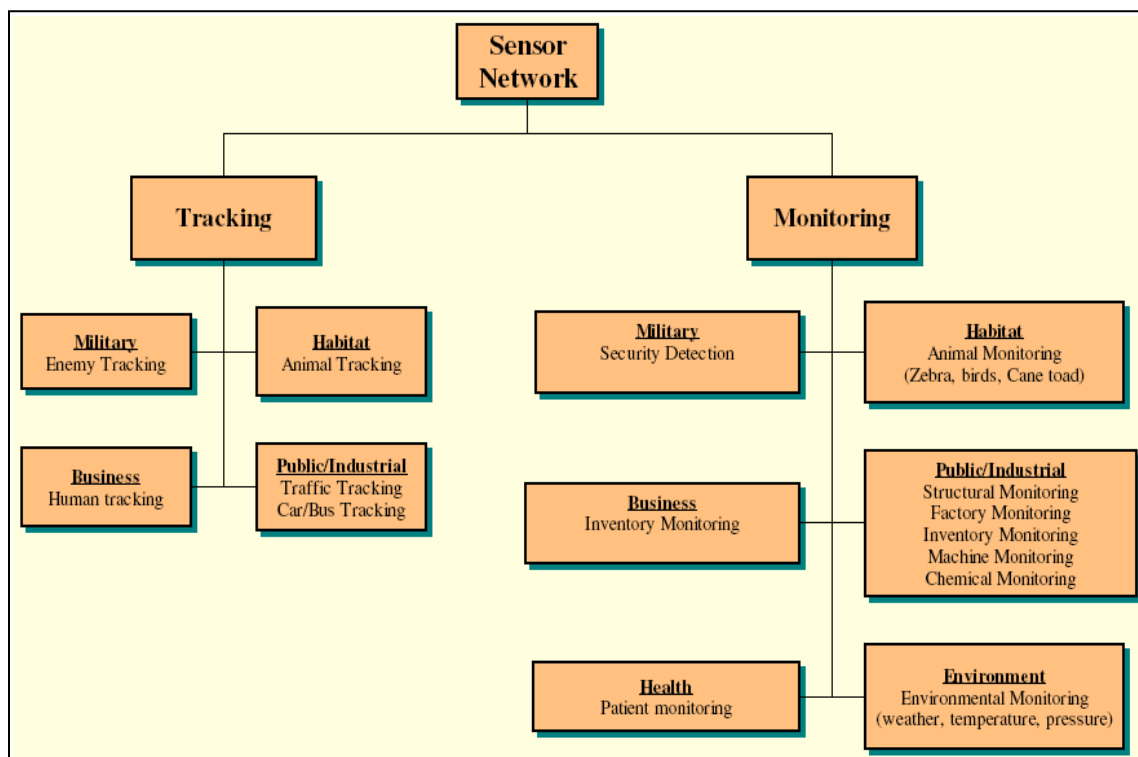 Sensor
Network
Tracking
Monitoring
Military
Enemy Tracking
Habitat
Animal Tracking
Business
Human tracking
Public/Industrial
Traffic Tracking
Car/Bus Tracking
Military
Security Detection
Habitat
Animal Monitoring
(Zebra, birds, Cane toad)
Business
Inventory Monitoring
Public/Industrial
Structural Monitoring
Factory Monitoring
Inventory Monitoring
Machine Monitoring
Chemical Monitoring
Health
Patient monitoring
Environment
Environmental Monitoring
(weather, temperature, pressure)